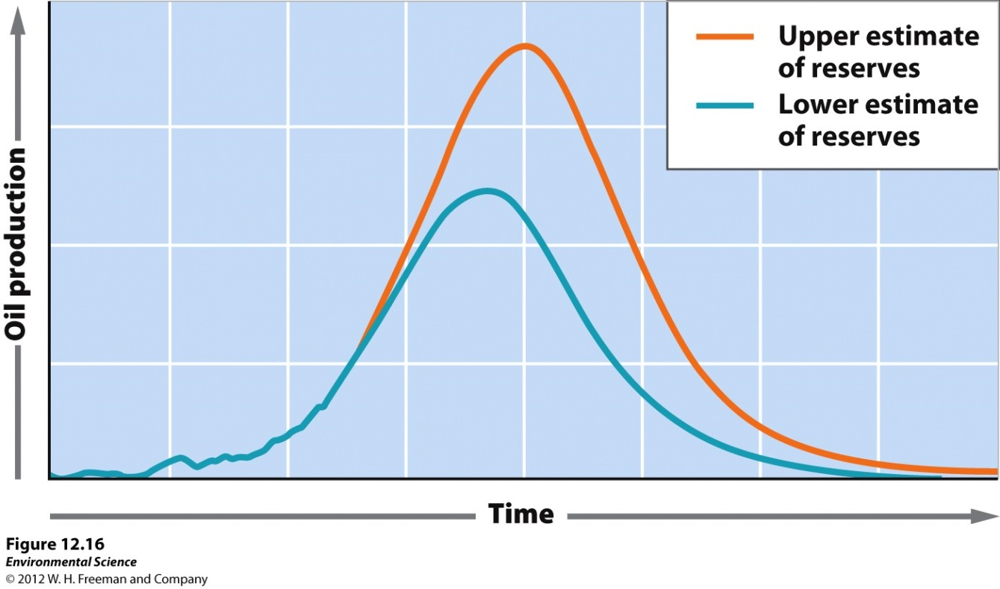 Upper estimate
of reserves
Lower estimate
of reserves
Oil production
Time
Figure 12.16
Environmental Science
© 2012 W. H. Freeman and Company